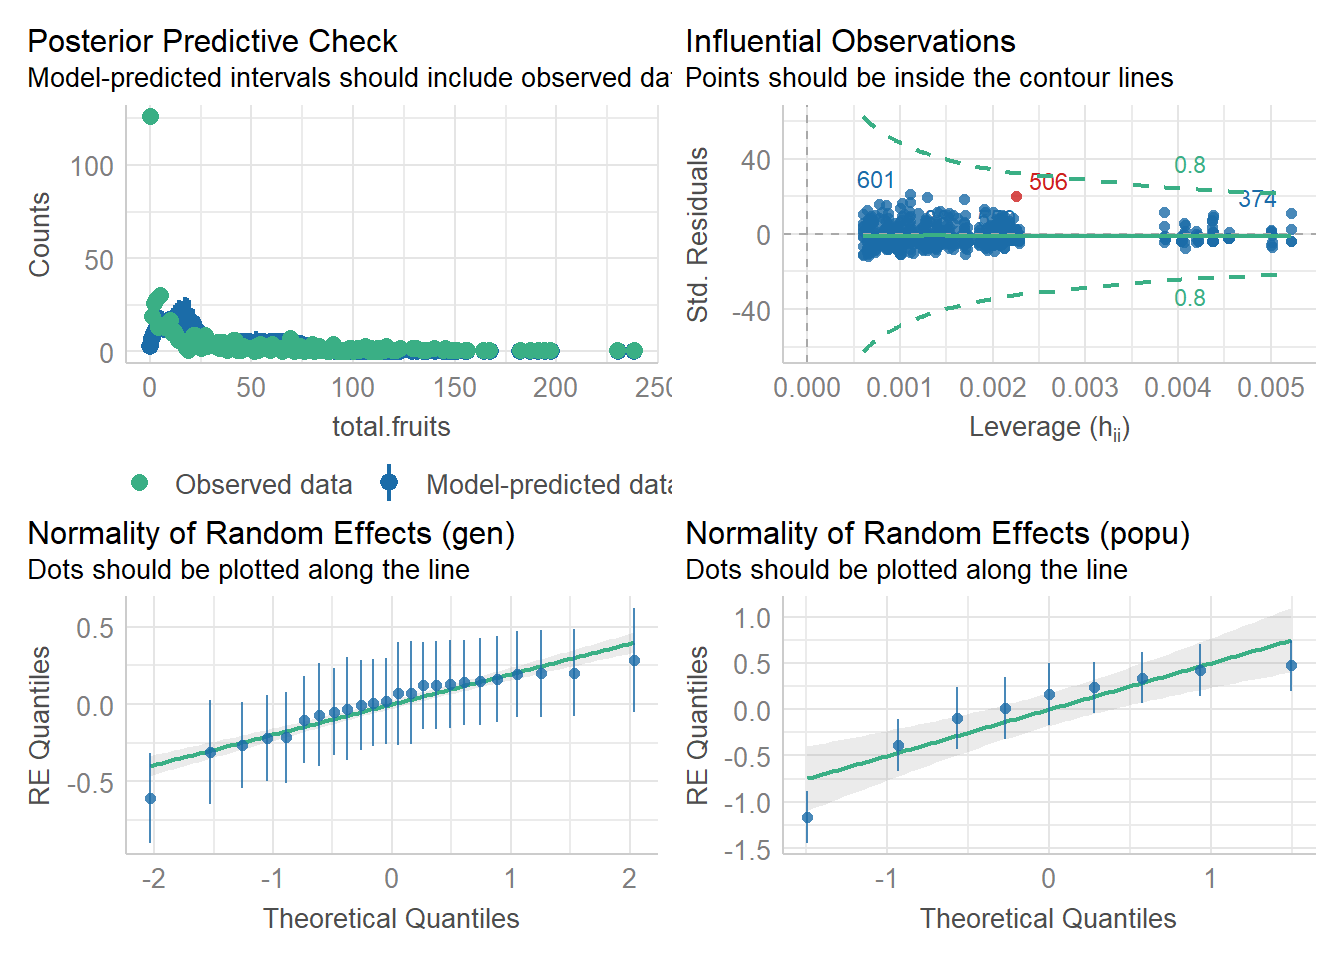 Posterior Predictive Check
Model-predicted intervals should include observed dat
Counts
100
50
0
0
50
100
150
200
250
total.fruits
Observed data
Model-predicted data
Influential Observations
Points should be inside the contour lines
Std. Residuals
40
0
-40
601
506
374
0.8
0.8
0.000
0.001
0.002
0.003
0.004
0.005
Leverage (hii)
Normality of Random Effects (gen)
Dots should be plotted along the line
RE Quantiles
0.5
0.0
-0.5
-2
-1
0
1
2
Theoretical Quantiles
Normality of Random Effects (popu)
Dots should be plotted along the line
RE Quantiles
1.0
0.5
0.0
-0.5
-1.0
-1.5
-1
0
1
Theoretical Quantiles